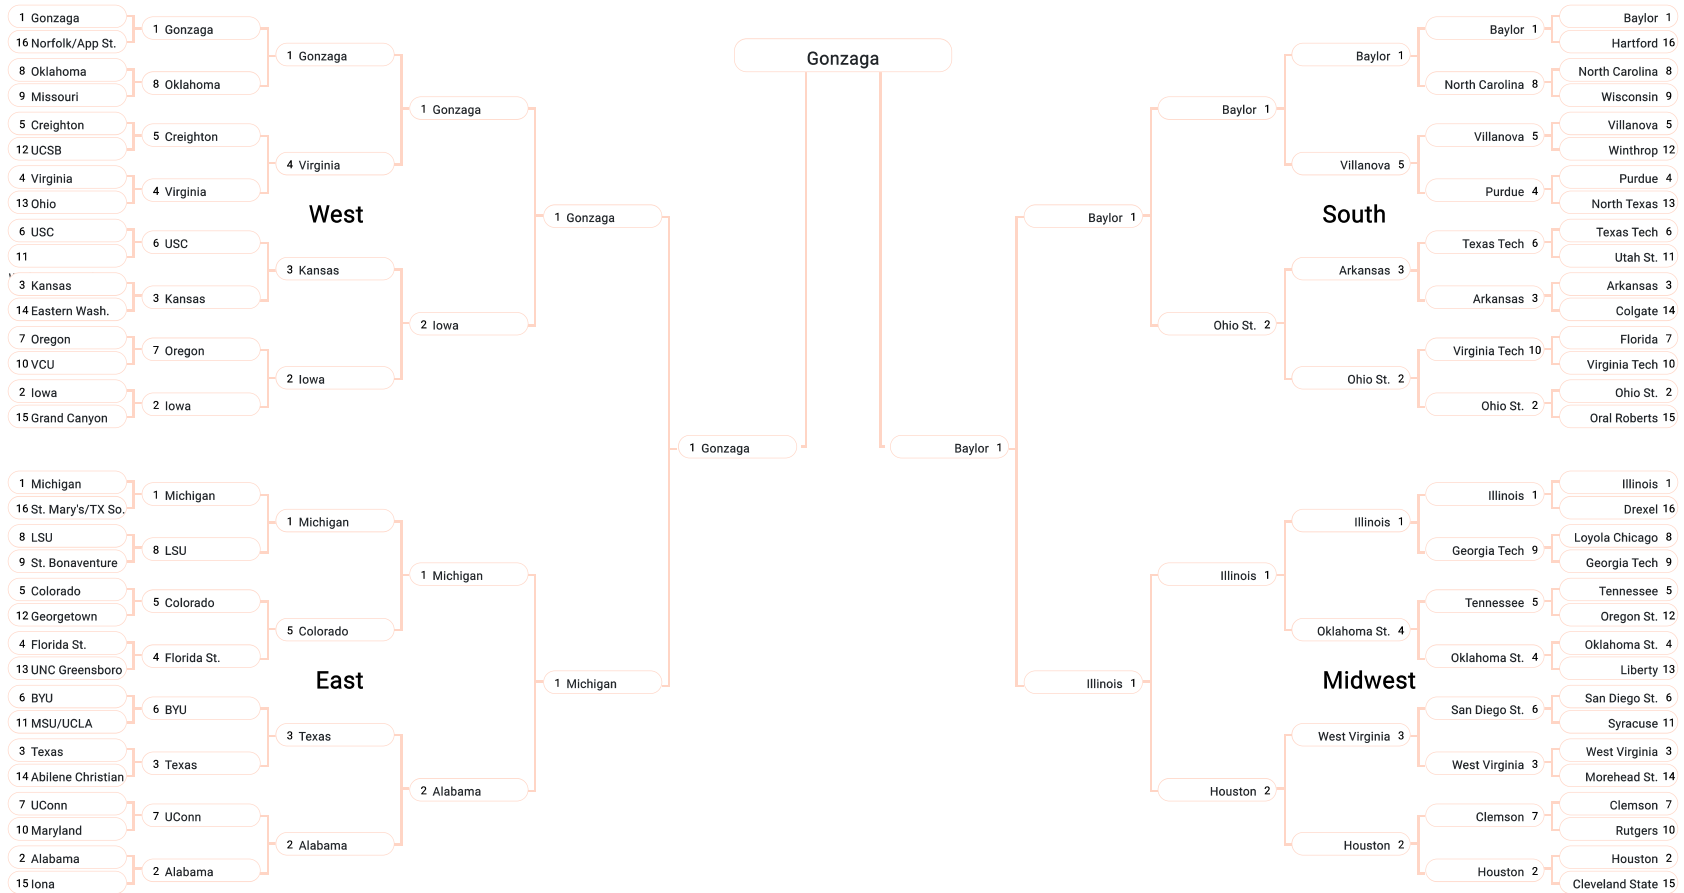 1 Gonzaga
16 Norfolk/App St.
8 Oklahoma
9 Missouri
5 Creighton
12 UCSB
4 Virginia
13 Ohio
6 USC
11
3 Kansas
14 Eastern Wash.
7 Oregon
10 VCU
2 Iowa
15 Grand Canyon
1 Gonzaga
8 Oklahoma
5 Creighton
4 Virginia
6 USC
3 Kansas
7 Oregon
2 Iowa
1 Gonzaga
4 Virginia
3 Kansas
2 Iowa
West
1 Gonzaga
2 Iowa
1 Gonzaga
1 Michigan
16 St. Mary's/TX So.
8 LSU
9 St. Bonaventure
5 Colorado
12 Georgetown
4 Florida St.
13 UNC Greensboro
6 BYU
11 MSU/UCLA
3 Texas
14 Abilene Christian
7 UConn
10 Maryland
2 Alabama
15 Iona
1 Michigan
8 LSU
5 Colorado
4 Florida St.
6 BYU
3 Texas
7 UConn
2 Alabama
1 Michigan
5 Colorado
3 Texas
2 Alabama
East
1 Michigan
2 Alabama
1 Michigan
1 Gonzaga
Gonzaga
Baylor 1
Baylor 1
Baylor 1
Ohio St. 2
South
Baylor 1
Villanova 5
Arkansas 3
Ohio St. 2
Baylor 1
North Carolina 8
Villanova 5
Purdue 4
Texas Tech 6
Arkansas 3
Virginia Tech 10
Ohio St. 2
Baylor 1
Hartford 16
North Carolina 8
Wisconsin 9
Villanova 5
Winthrop 12
Purdue 4
North Texas 13
Texas Tech 6
Utah St. 11
Arkansas 3
Colgate 14
Florida 7
Virginia Tech 10
Ohio St. 2
Oral Roberts 15
Illinois 1
Illinois 1
Houston 2
Midwest
Illinois 1
Oklahoma St. 4
West Virginia 3
Houston 2
Illinois 1
Georgia Tech 9
Tennessee 5
Oklahoma St. 4
San Diego St. 6
West Virginia 3
Clemson 7
Houston 2
Illinois 1
Drexel 16
Loyola Chicago 8
Georgia Tech 9
Tennessee 5
Oregon St. 12
Oklahoma St. 4
Liberty 13
San Diego St. 6
Syracuse 11
West Virginia 3
Morehead St. 14
Clemson 7
Rutgers 10
Houston 2
Cleveland State 15